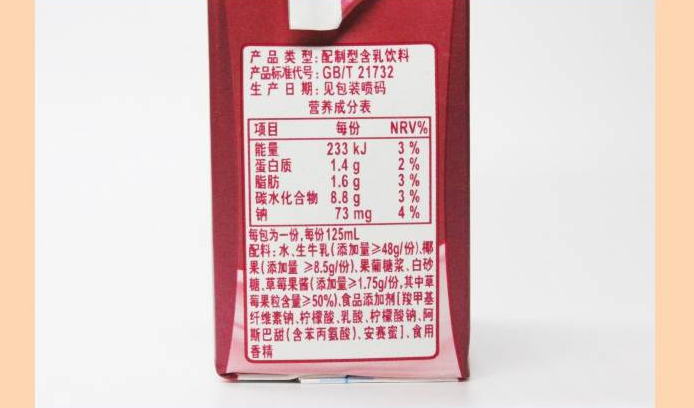 产品类型:配制型含乳饮料
产品标准代号:GB/T 21732
生产日期:见包装喷码
营养成分表
项目 每份 NRV%
能量 233 kJ 3 %
蛋白质 1.4 g 2 %
脂肪 1.6 g 3 %
碳水化合物 8.8 g 3 %
钠 73 mg 4 %
每包为一份,每份125mL
配料:水、生牛乳(添加量≥48g/份)、椰
果(添加量 ≥8.5g/份)、果葡糖浆、白砂
糖、草莓果酱(添加量≥1.75g/份,其中草
莓果粒含量≥50%)、食品添加剂[羧甲基
纤维素钠、柠檬酸、乳酸、柠檬酸钠、阿
斯巴甜(含苯丙氨酸)、安赛蜜]、食用
香精